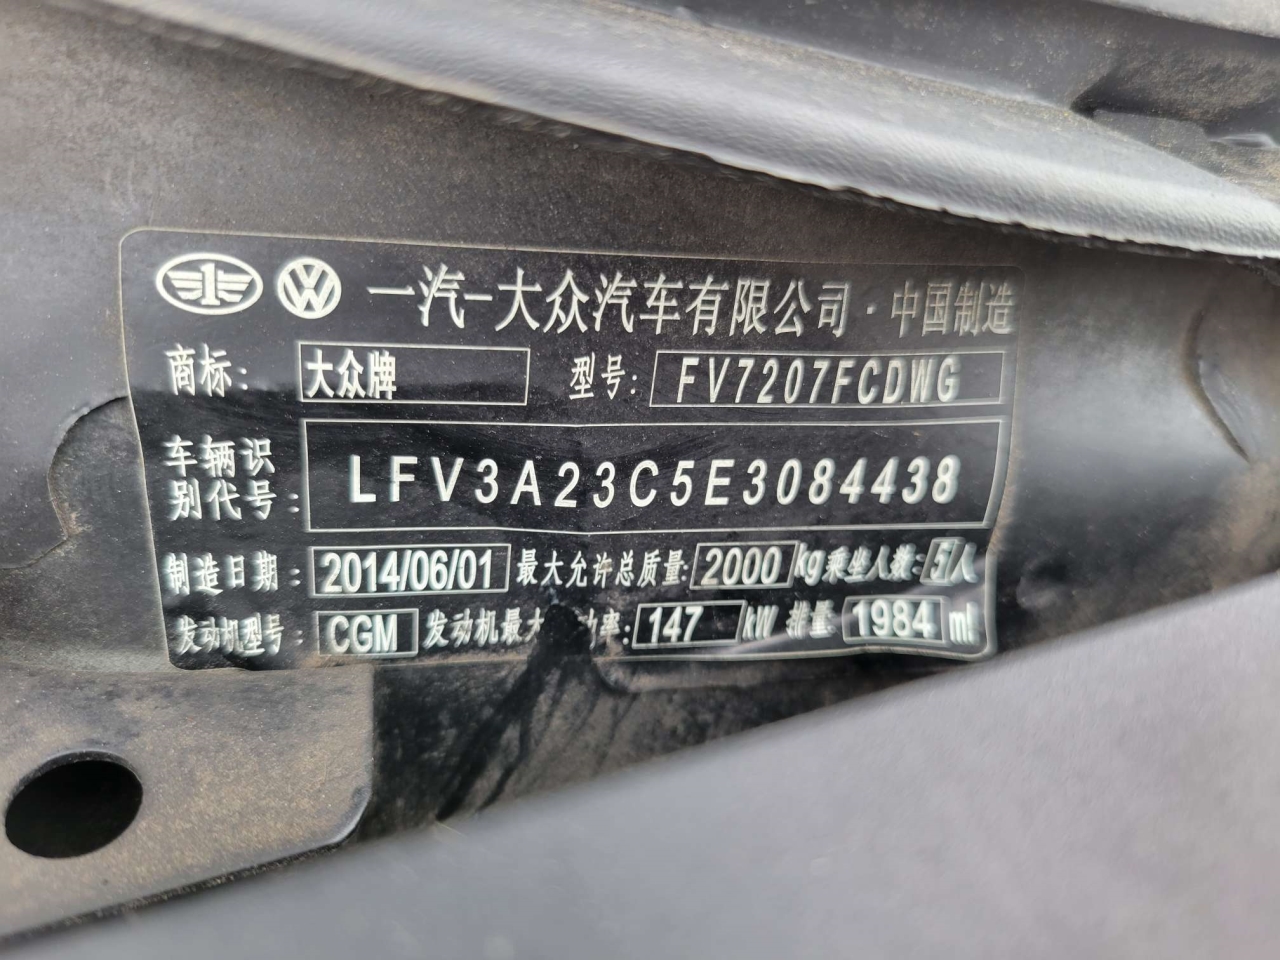 一汽-大众汽车有限公司·中国制造
商标: 大众牌 型号: FV7207FCDWG
车辆识别代号: LFV3A23C5E3084438
制造日期: 2014/06/01 最大允许总质量: 2000 kg 乘坐人数: 5人
发动机型号: CGM 发动机最大 率: 147 kW 排量: 1984 ml